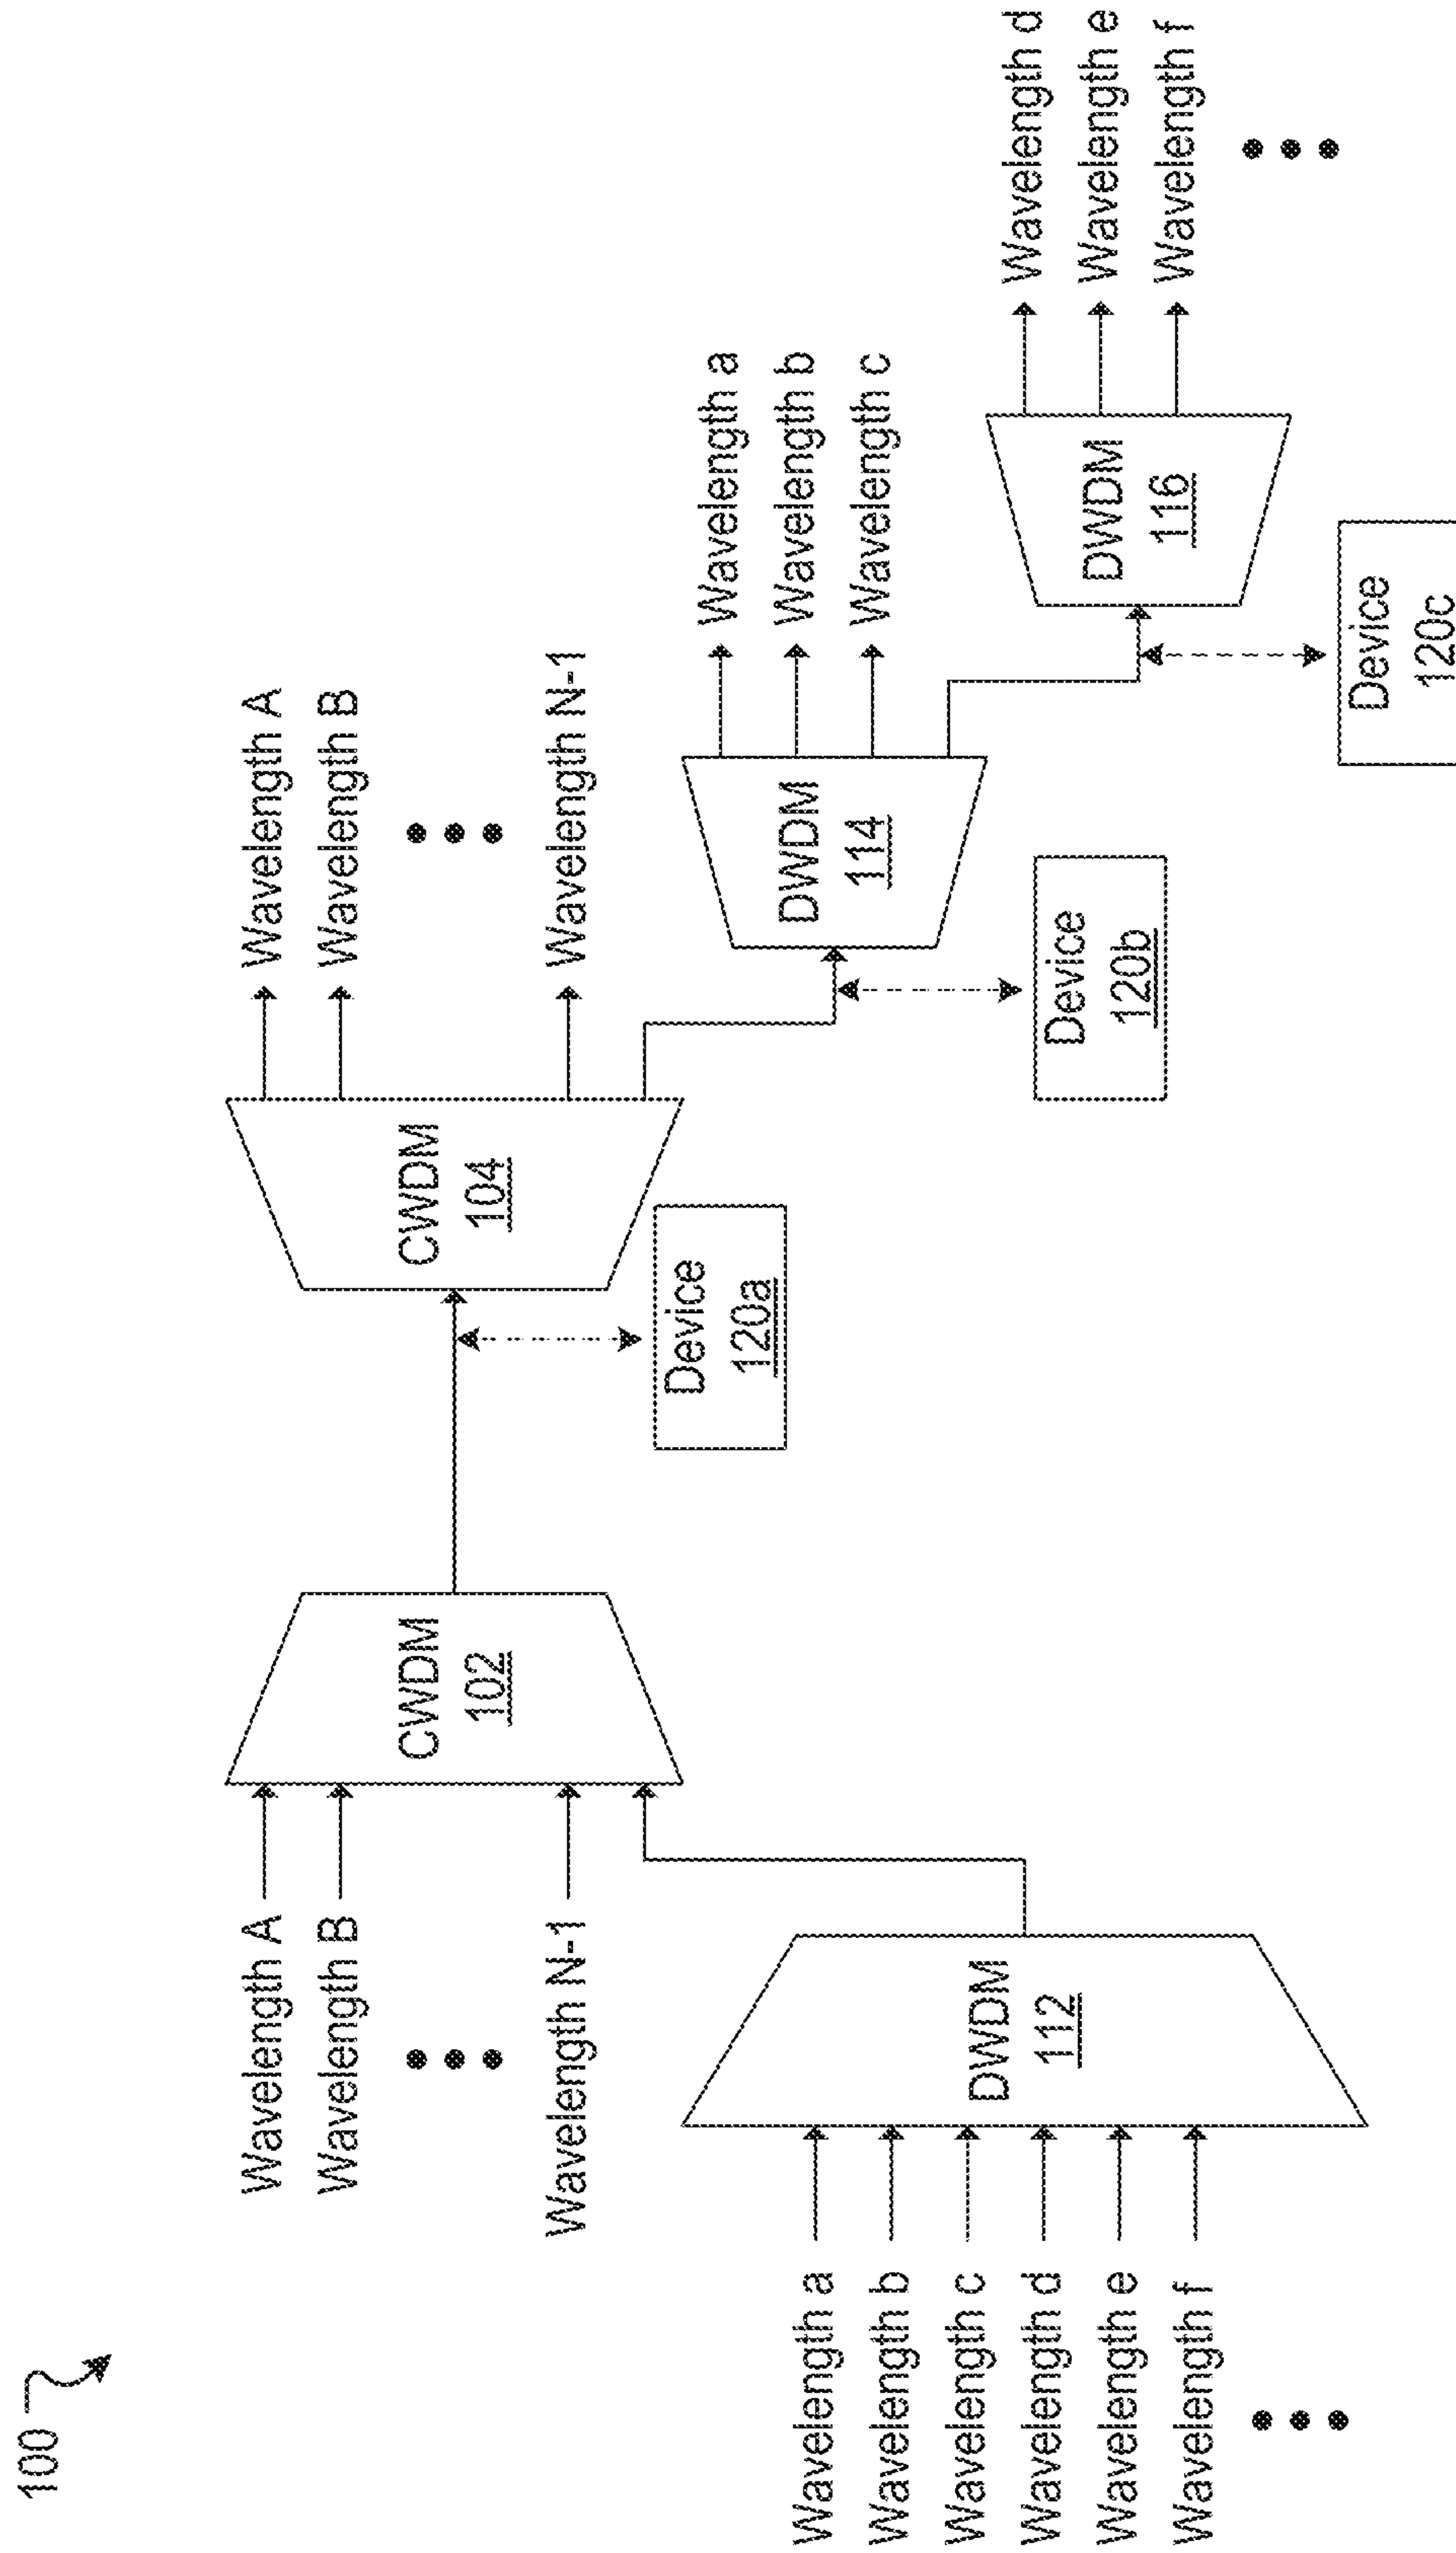 100
Wavelength A
Wavelength B
Wavelength N-1
Wavelength a
Wavelength b
Wavelength c
Wavelength d
Wavelength e
Wavelength f
DWDM
112
CWDM
102
Device
120a
CWDM
104
Wavelength A
Wavelength B
Wavelength N-1
Device
120b
DWDM
114
Wavelength a
Wavelength b
Wavelength c
Device
120c
DWDM
116
Wavelength d
Wavelength e
Wavelength f